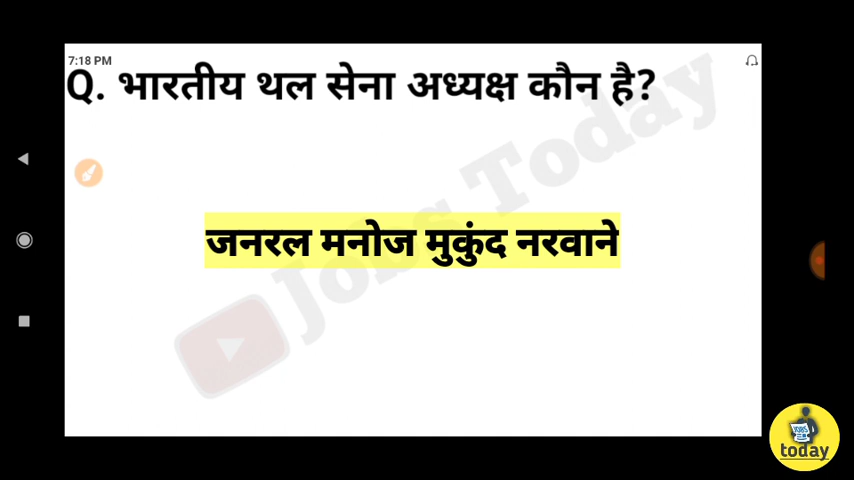 7:18 PM
Q. भारतीय थल सेना अध्यक्ष कौन है?
जनरल मनोज मुकुंद नरवाने
Jobs Today
JOBS
today